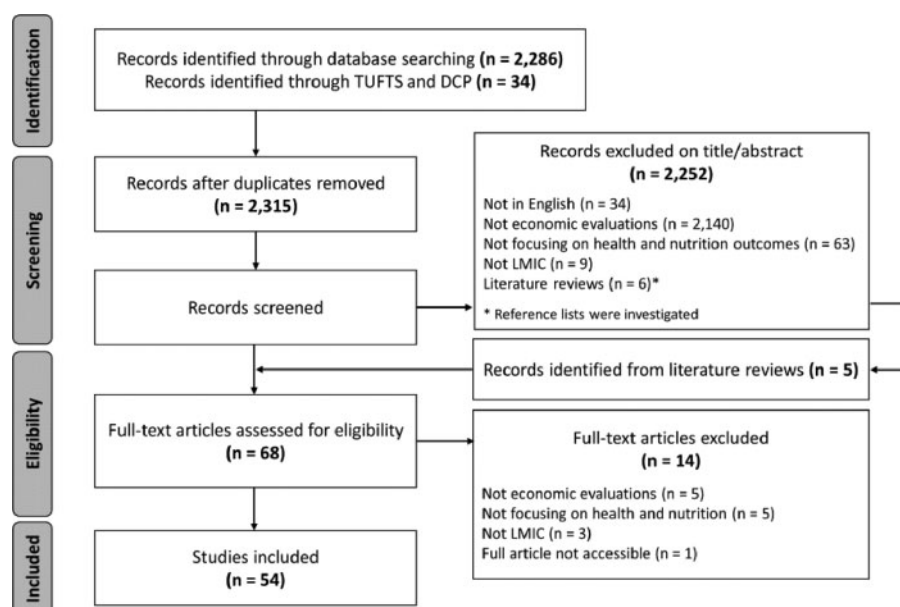 Identification
Records identified through database searching (n = 2,286)
Records identified through TUFTS and DCP (n = 34)
Screening
Records after duplicates removed
(n = 2,315)
Records excluded on title/abstract
(n = 2,252)
Not in English (n = 34)
Not economic evaluations (n = 2,140)
Not focusing on health and nutrition outcomes (n = 63)
Not LMIC (n = 9)
Literature reviews (n = 6)*
* Reference lists were investigated
Records screened
Eligibility
Records identified from literature reviews (n = 5)
Full-text articles assessed for eligibility
(n = 68)
Full-text articles excluded
(n = 14)
Not economic evaluations (n = 5)
Not focusing on health and nutrition (n = 5)
Not LMIC (n = 3)
Full article not accessible (n = 1)
Included
Studies included
(n = 54)